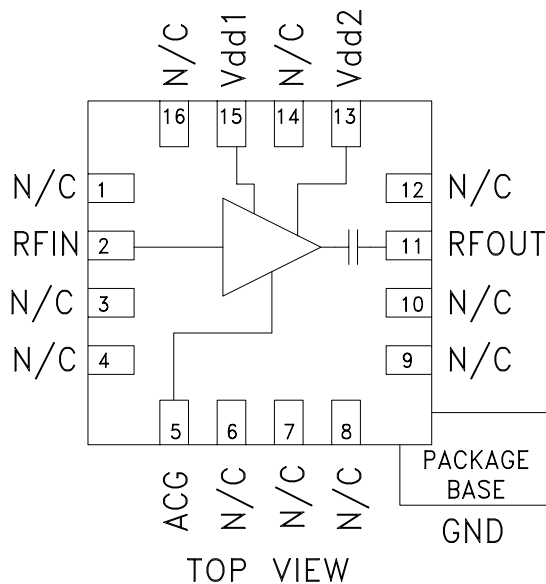 N/C
Vdd1
N/C
Vdd2
16
15
14
13
N/C 1
RFIN 2
N/C 3
N/C 4
12 N/C
11 RFOUT
10 N/C
9 N/C
5
6
7
8
ACG
N/C
N/C
N/C
PACKAGE
BASE
GND
TOP VIEW